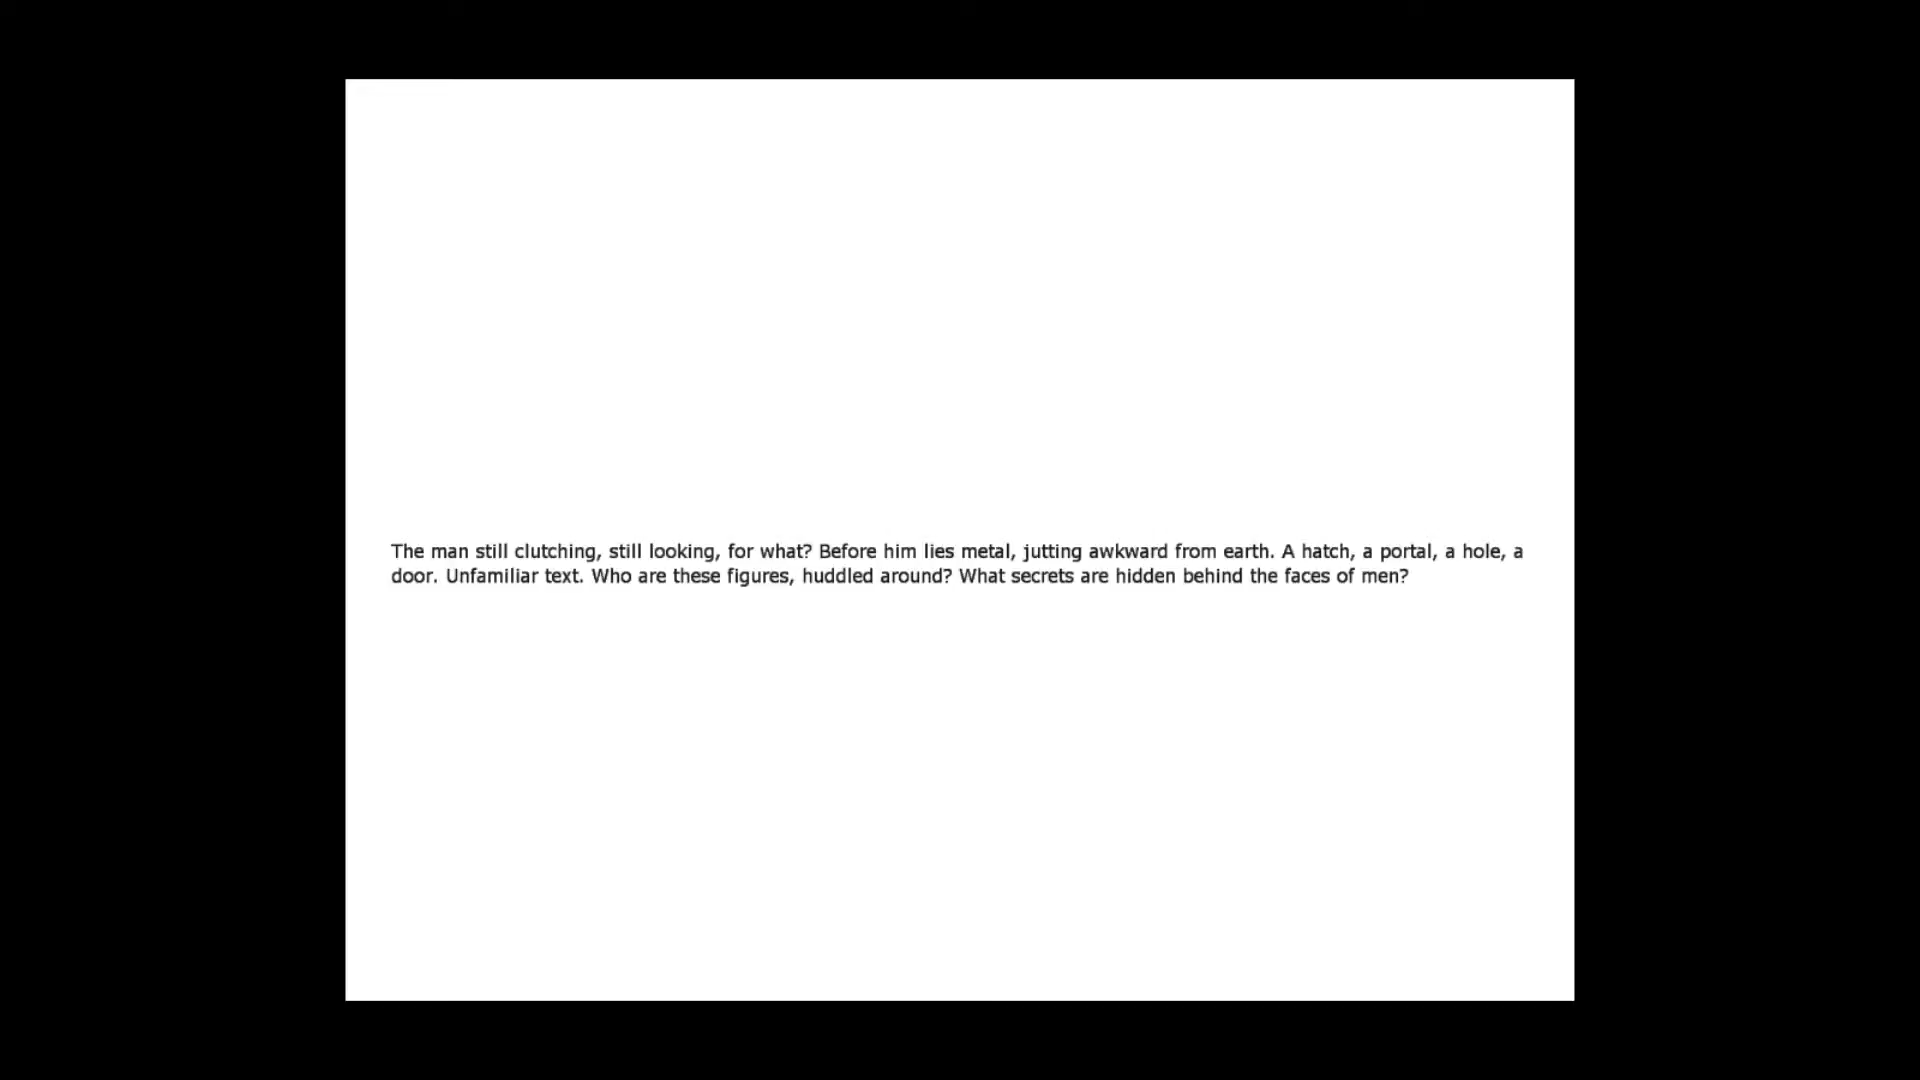 The man still clutching, still looking, for what? Before him lies metal, jutting awkward from earth. A hatch, a portal, a hole, a
door. Unfamiliar text. Who are these figures, huddled around? What secrets are hidden behind the faces of men?